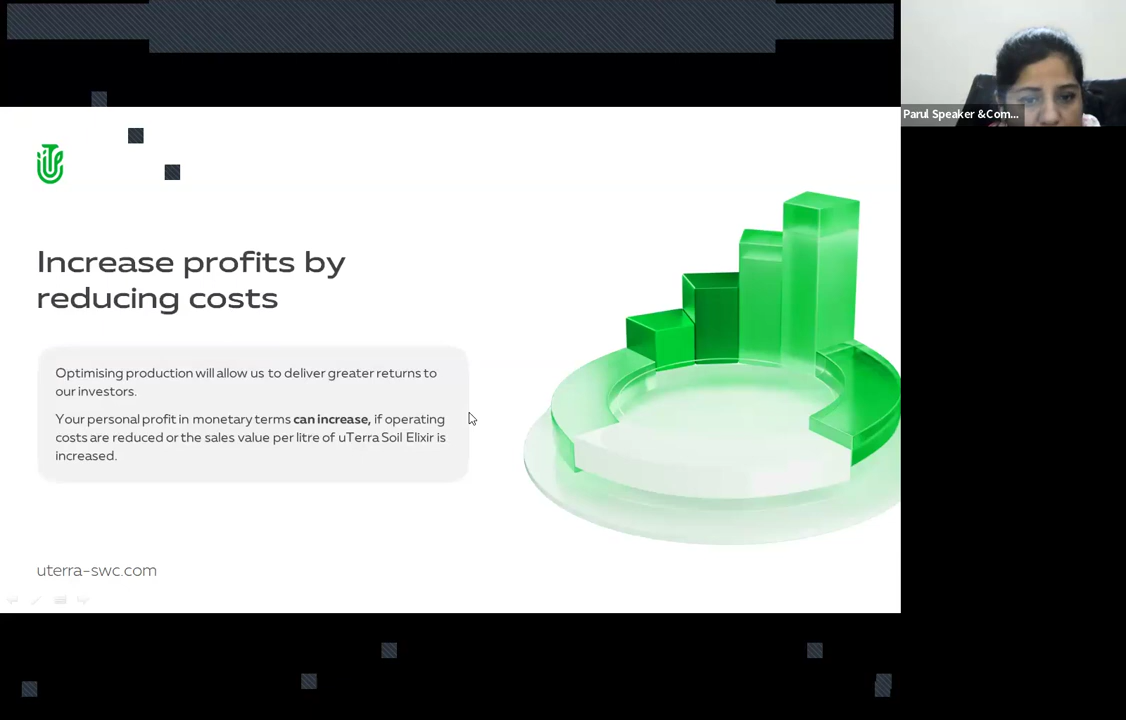 Parul Speaker &Com...
Increase profits by
reducing costs
Optimising production will allow us to deliver greater returns to
our investors.
Your personal profit in monetary terms can increase, if operating
costs are reduced or the sales value per litre of uTerra Soil Elixir is
increased.
uterra-swc.com